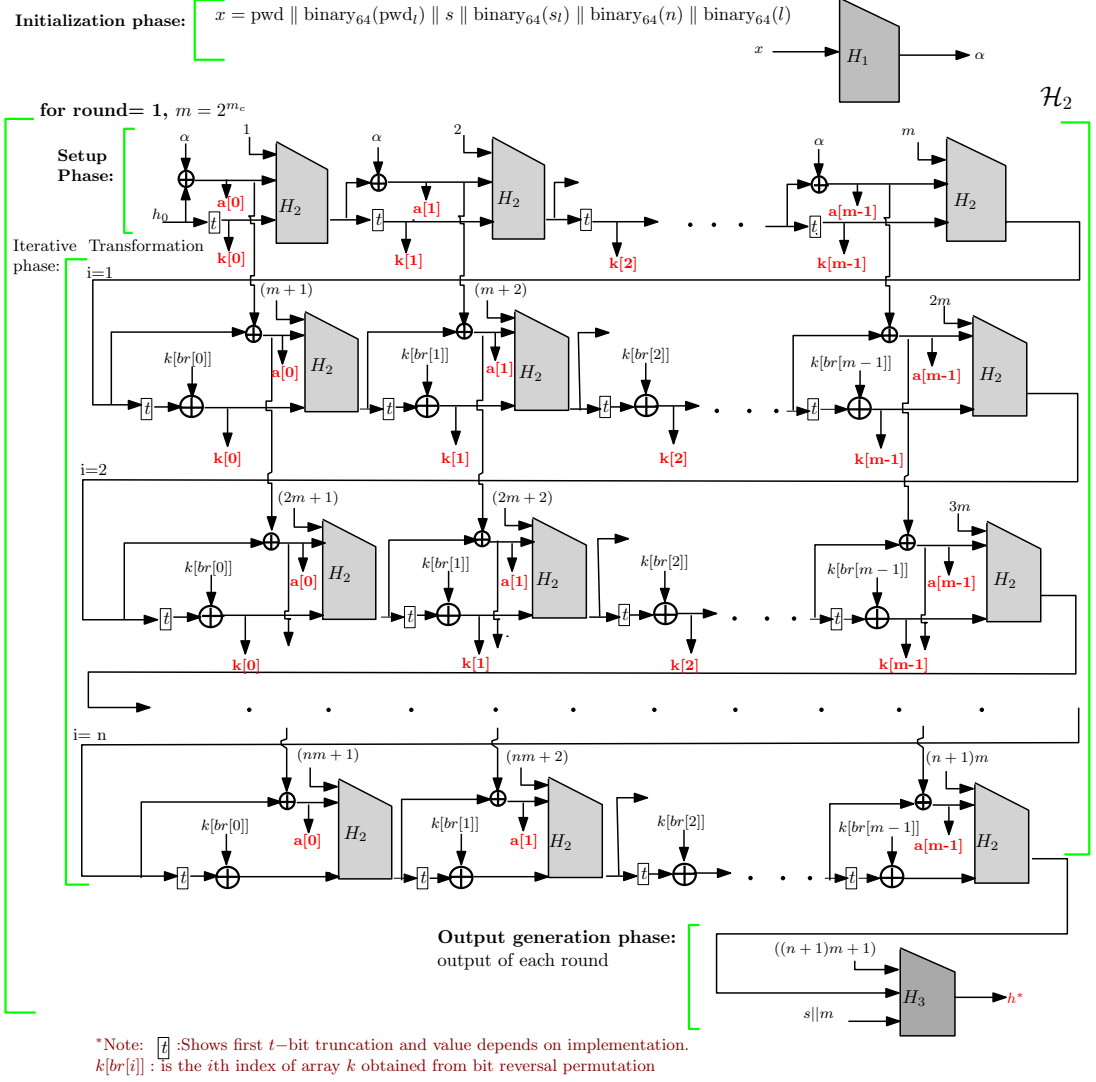 Initialization phase: x = pwd ∥ binary₆₄(pwd_l) ∥ s ∥ binary₆₄(s_l) ∥ binary₆₄(n) ∥ binary₆₄(l)
x H₁ α
for round= 1, m = 2^{m_c} ℋ₂
Setup Phase:
α 1 α 2 α m
a[0] H₂ a[1] H₂ a[m-1] H₂
h₀ t t t . . . t
k[0] k[1] k[2] k[m-1]
Iterative Transformation
phase:
i=1
(m + 1) (m + 2) 2m
k[br[0]] a[0] H₂ k[br[1]] a[1] H₂ k[br[2]] k[br[m − 1]] a[m-1] H₂
t t t . . . t
k[0] k[1] k[2] k[m-1]
i=2
(2m + 1) (2m + 2) 3m
k[br[0]] a[0] H₂ k[br[1]] a[1] H₂ k[br[2]] k[br[m − 1]] a[m-1] H₂
t t t . . . t
k[0] k[1] k[2] k[m-1]
. . . . . . . . . .
i= n
(nm + 1) (nm + 2) (n + 1)m
k[br[0]] a[0] H₂ k[br[1]] a[1] H₂ k[br[2]] k[br[m − 1]] a[m-1] H₂
t t t . . . t
Output generation phase:
output of each round
((n + 1)m + 1)
H₃ h*
s||m
*Note: t :Shows first t−bit truncation and value depends on implementation.
k[br[i]] : is the ith index of array k obtained from bit reversal permutation